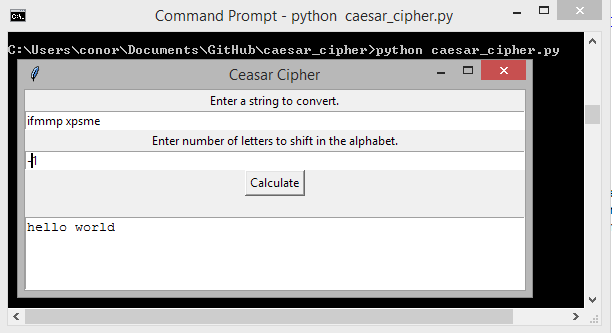 Command Prompt - python  caesar_cipher.py
C:\Users\conor\Documents\GitHub\caesar_cipher>python caesar_cipher.py
Ceasar Cipher
Enter a string to convert.
ifmmp xpsme
Enter number of letters to shift in the alphabet.
-1
Calculate
hello world